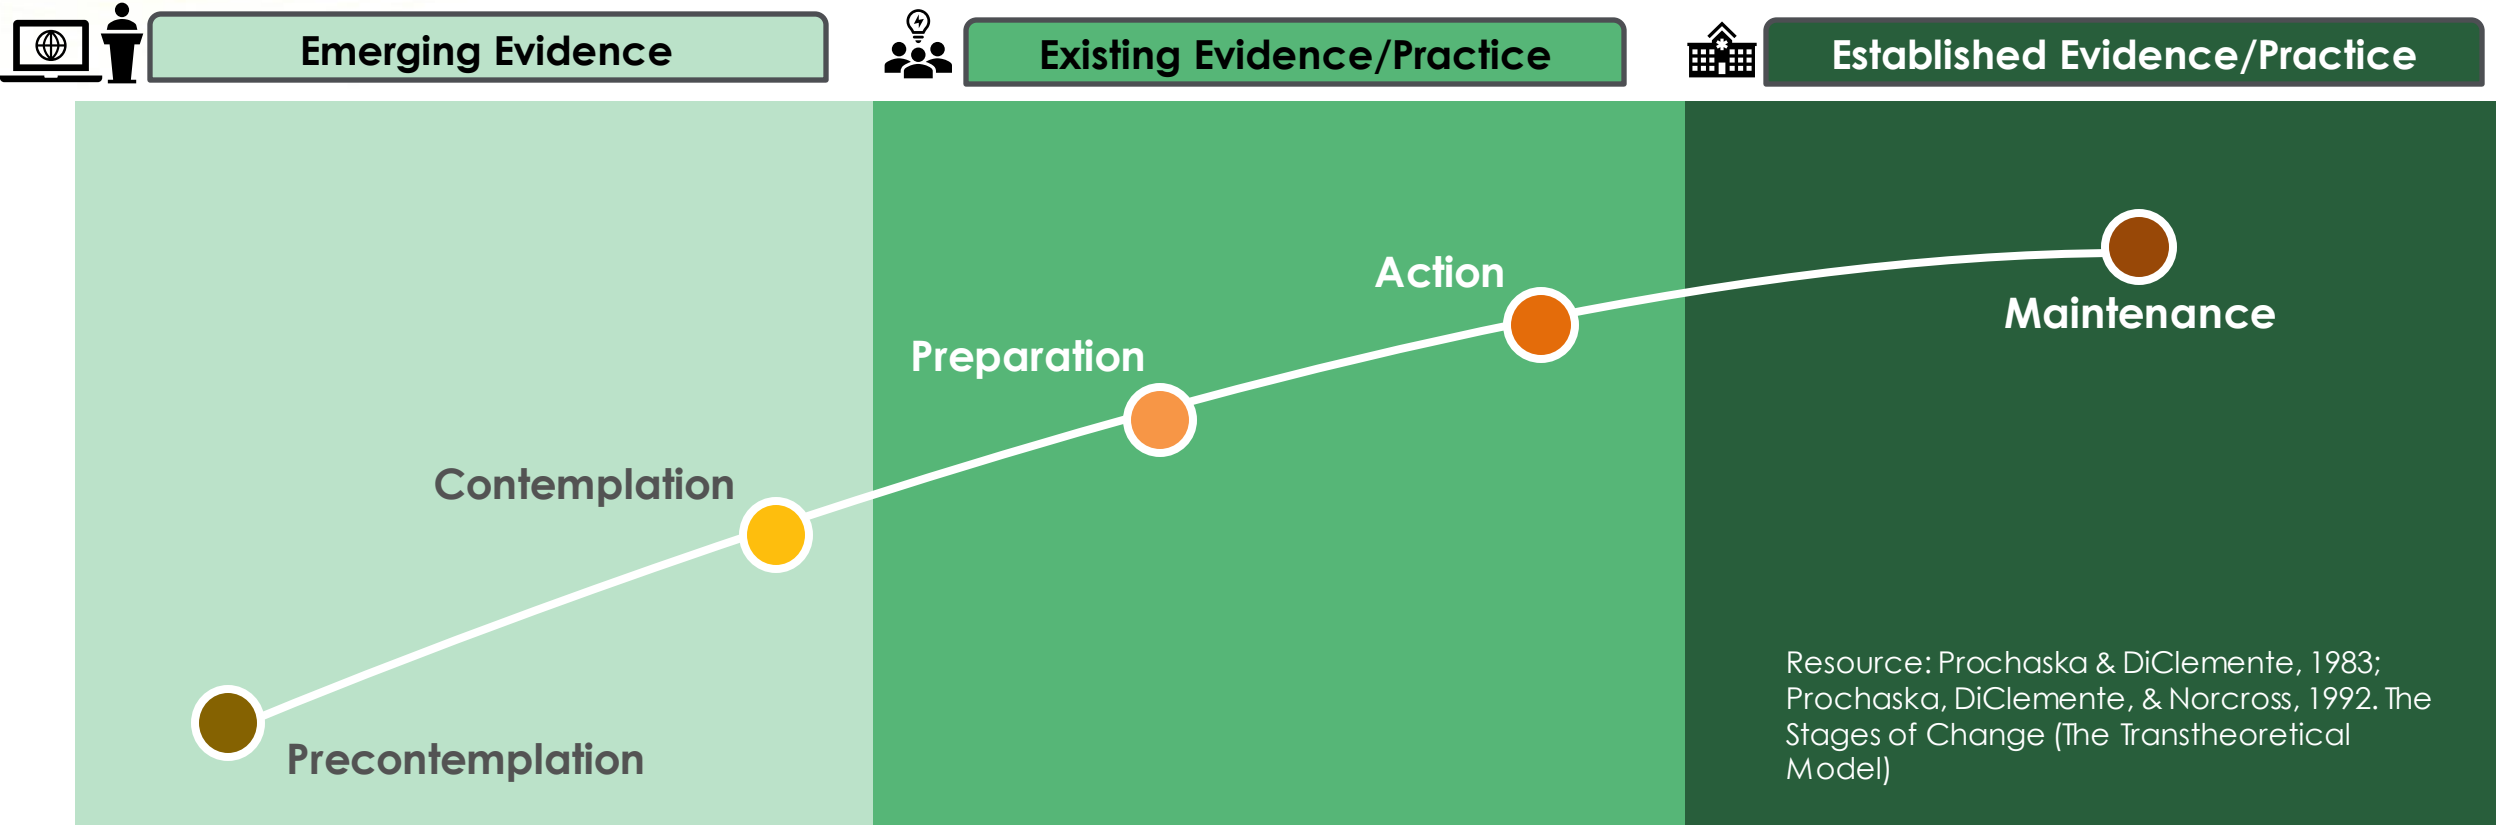 Emerging Evidence
Existing Evidence/Practice
Established Evidence/Practice
Action
Maintenance
Preparation
Contemplation
Precontemplation
Resource: Prochaska & DiClemente, 1983;
Prochaska, DiClemente, & Norcross, 1992. The
Stages of Change (The Transtheoretical
Model)